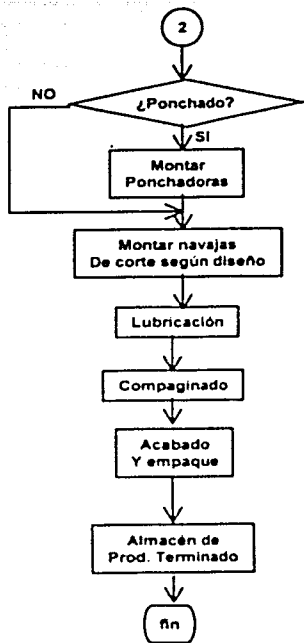 2
NO
¿Ponchado?
SI
Montar
Ponchadoras
Montar navajas
De corte según diseño
Lubricación
Compaginado
Acabado
Y empaque
Almacén de
Prod. Terminado
fin